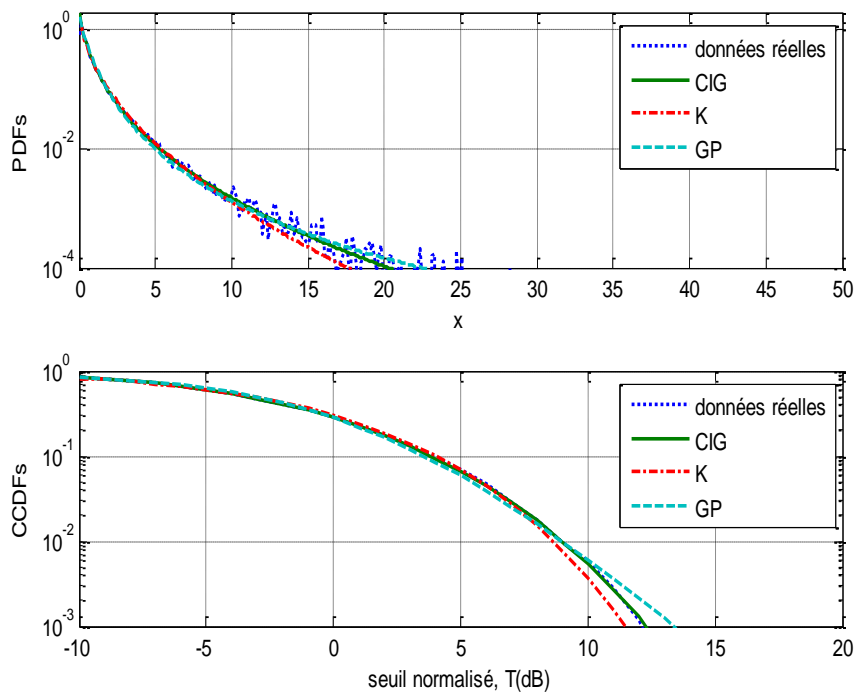 10^0
10^-2
10^-4
PDFs
0 5 10 15 20 25 30 35 40 45 50
x
données réelles
CIG
K
GP
10^0
10^-1
10^-2
10^-3
CCDFs
-10 -5 0 5 10 15 20
seuil normalisé, T(dB)
données réelles
CIG
K
GP